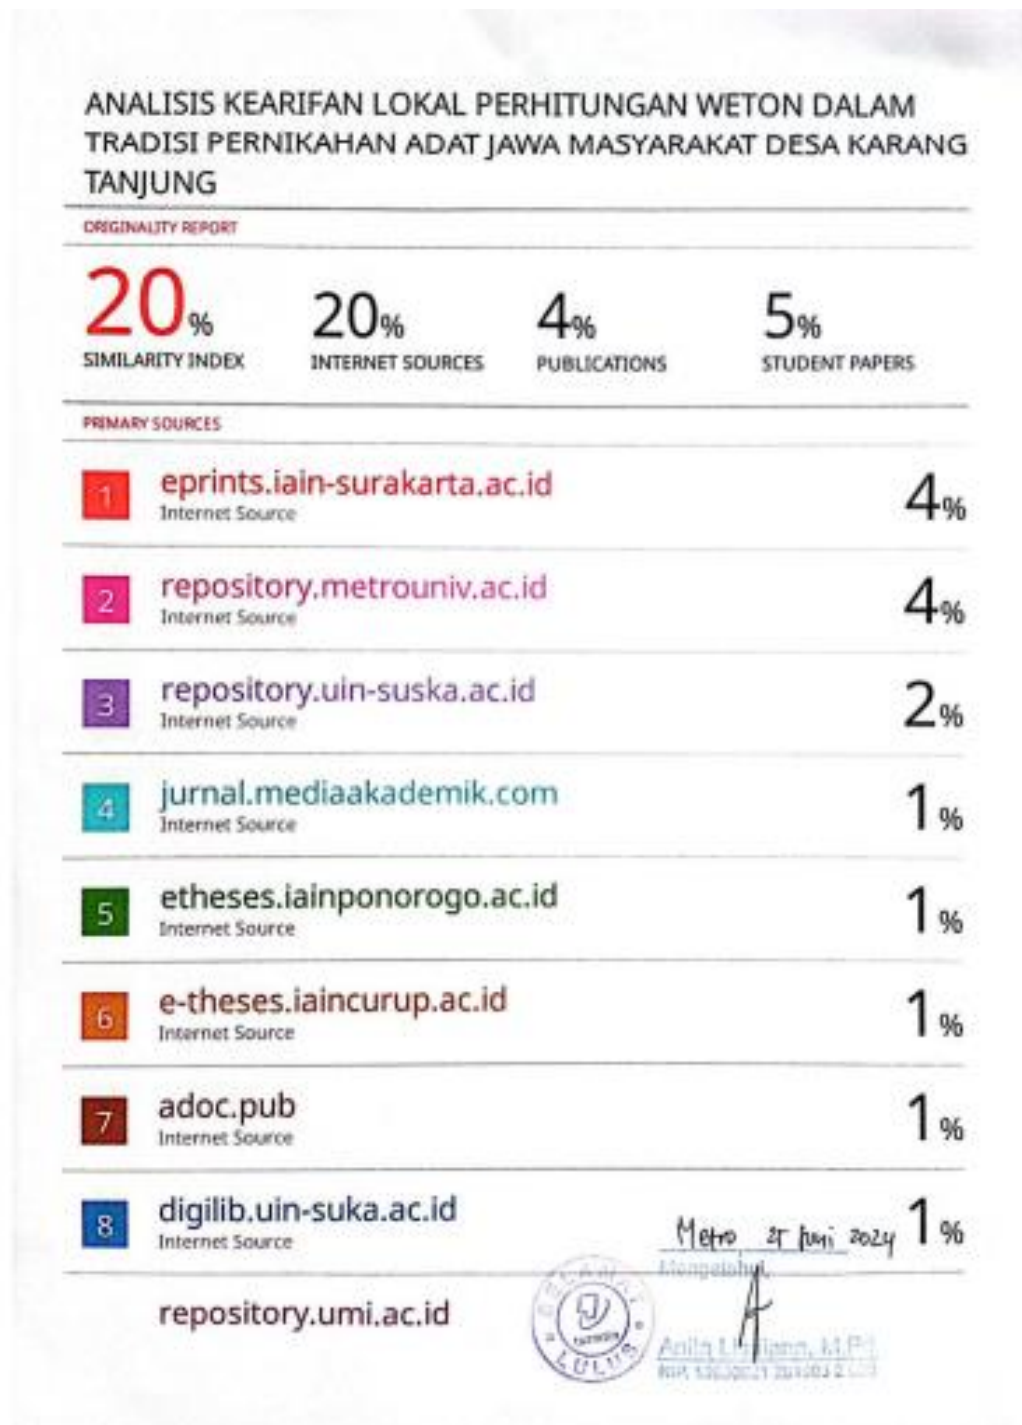 ANALISIS KEARIFAN LOKAL PERHITUNGAN WETON DALAM
TRADISI PERNIKAHAN ADAT JAWA MASYARAKAT DESA KARANG
TANJUNG
ORIGINALITY REPORT
20% 20% 4% 5%
SIMILARITY INDEX INTERNET SOURCES PUBLICATIONS STUDENT PAPERS
PRIMARY SOURCES
1 eprints.iain-surakarta.ac.id 4%
Internet Source
2 repository.metrouniv.ac.id 4%
Internet Source
3 repository.uin-suska.ac.id 2%
Internet Source
4 jurnal.mediaakademik.com 1%
Internet Source
5 etheses.iainponorogo.ac.id 1%
Internet Source
6 e-theses.iaincurup.ac.id 1%
Internet Source
7 adoc.pub 1%
Internet Source
8 digilib.uin-suka.ac.id 1%
Internet Source
Metro 25 Juni 2024
Mengetahui,
repository.umi.ac.id
SELAMAT
LULUS
Anita M.Pd